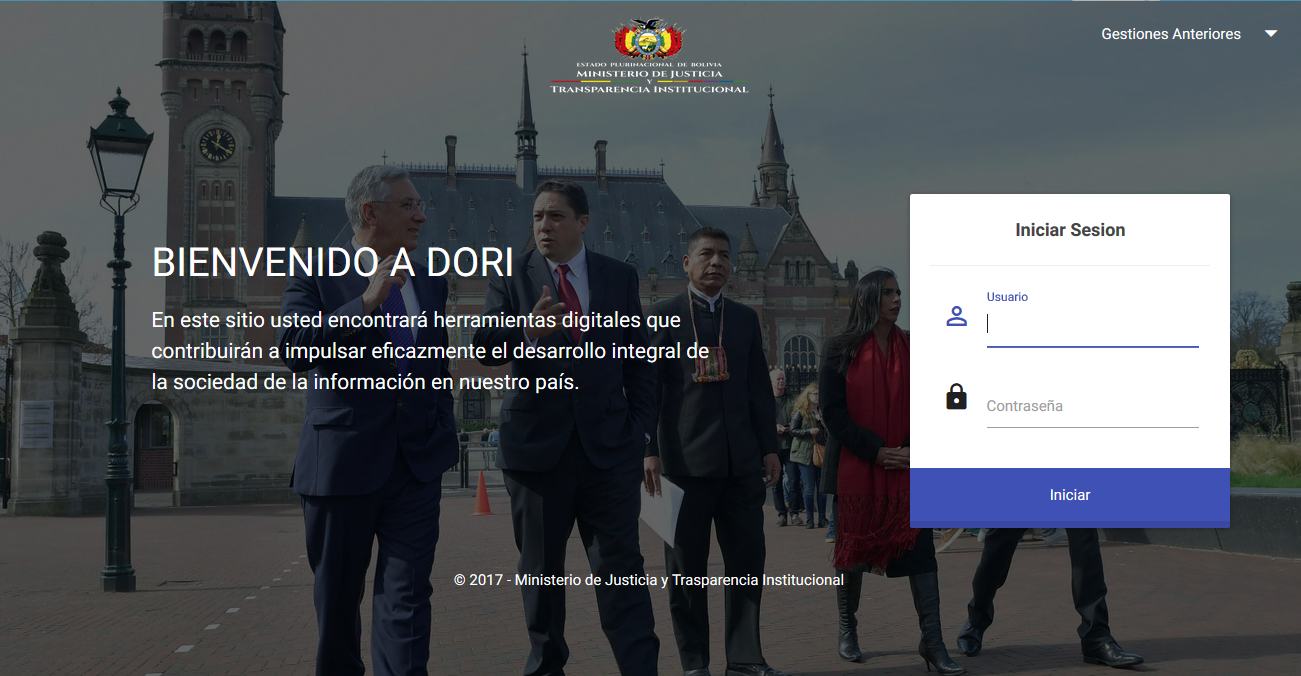 ESTADO PLURINACIONAL DE BOLIVIA
MINISTERIO DE JUSTICIA
Y
TRANSPARENCIA INSTITUCIONAL
Gestiones Anteriores
BIENVENIDO A DORI
En este sitio usted encontrará herramientas digitales que
contribuirán a impulsar eficazmente el desarrollo integral de
la sociedad de la información en nuestro país.
Iniciar Sesion
Usuario
Contraseña
Iniciar
© 2017 - Ministerio de Justicia y Trasparencia Institucional